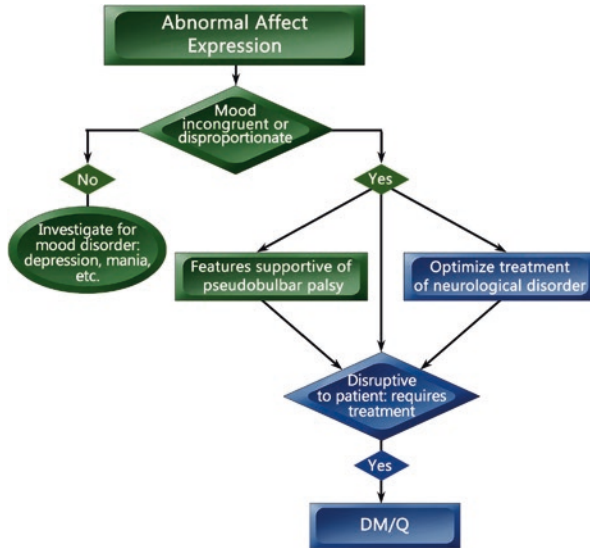 Abnormal Affect
Expression
Mood
incongruent or
disproportionate
No
Yes
Investigate for
mood disorder:
depression, mania,
etc.
Features supportive of
pseudobulbar palsy
Optimize treatment
of neurological disorder
Disruptive
to patient: requires
treatment
Yes
DM/Q